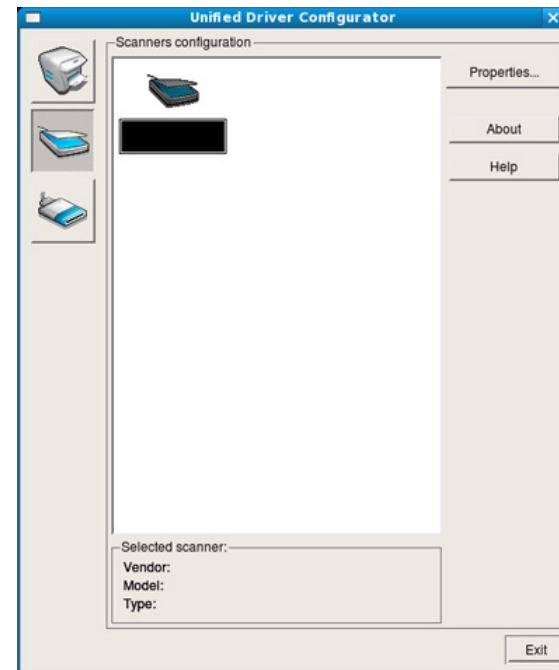 Unified Driver Configurator
Scanners configuration
Properties...
About
Help
Selected scanner:
Vendor:
Model:
Type:
Exit